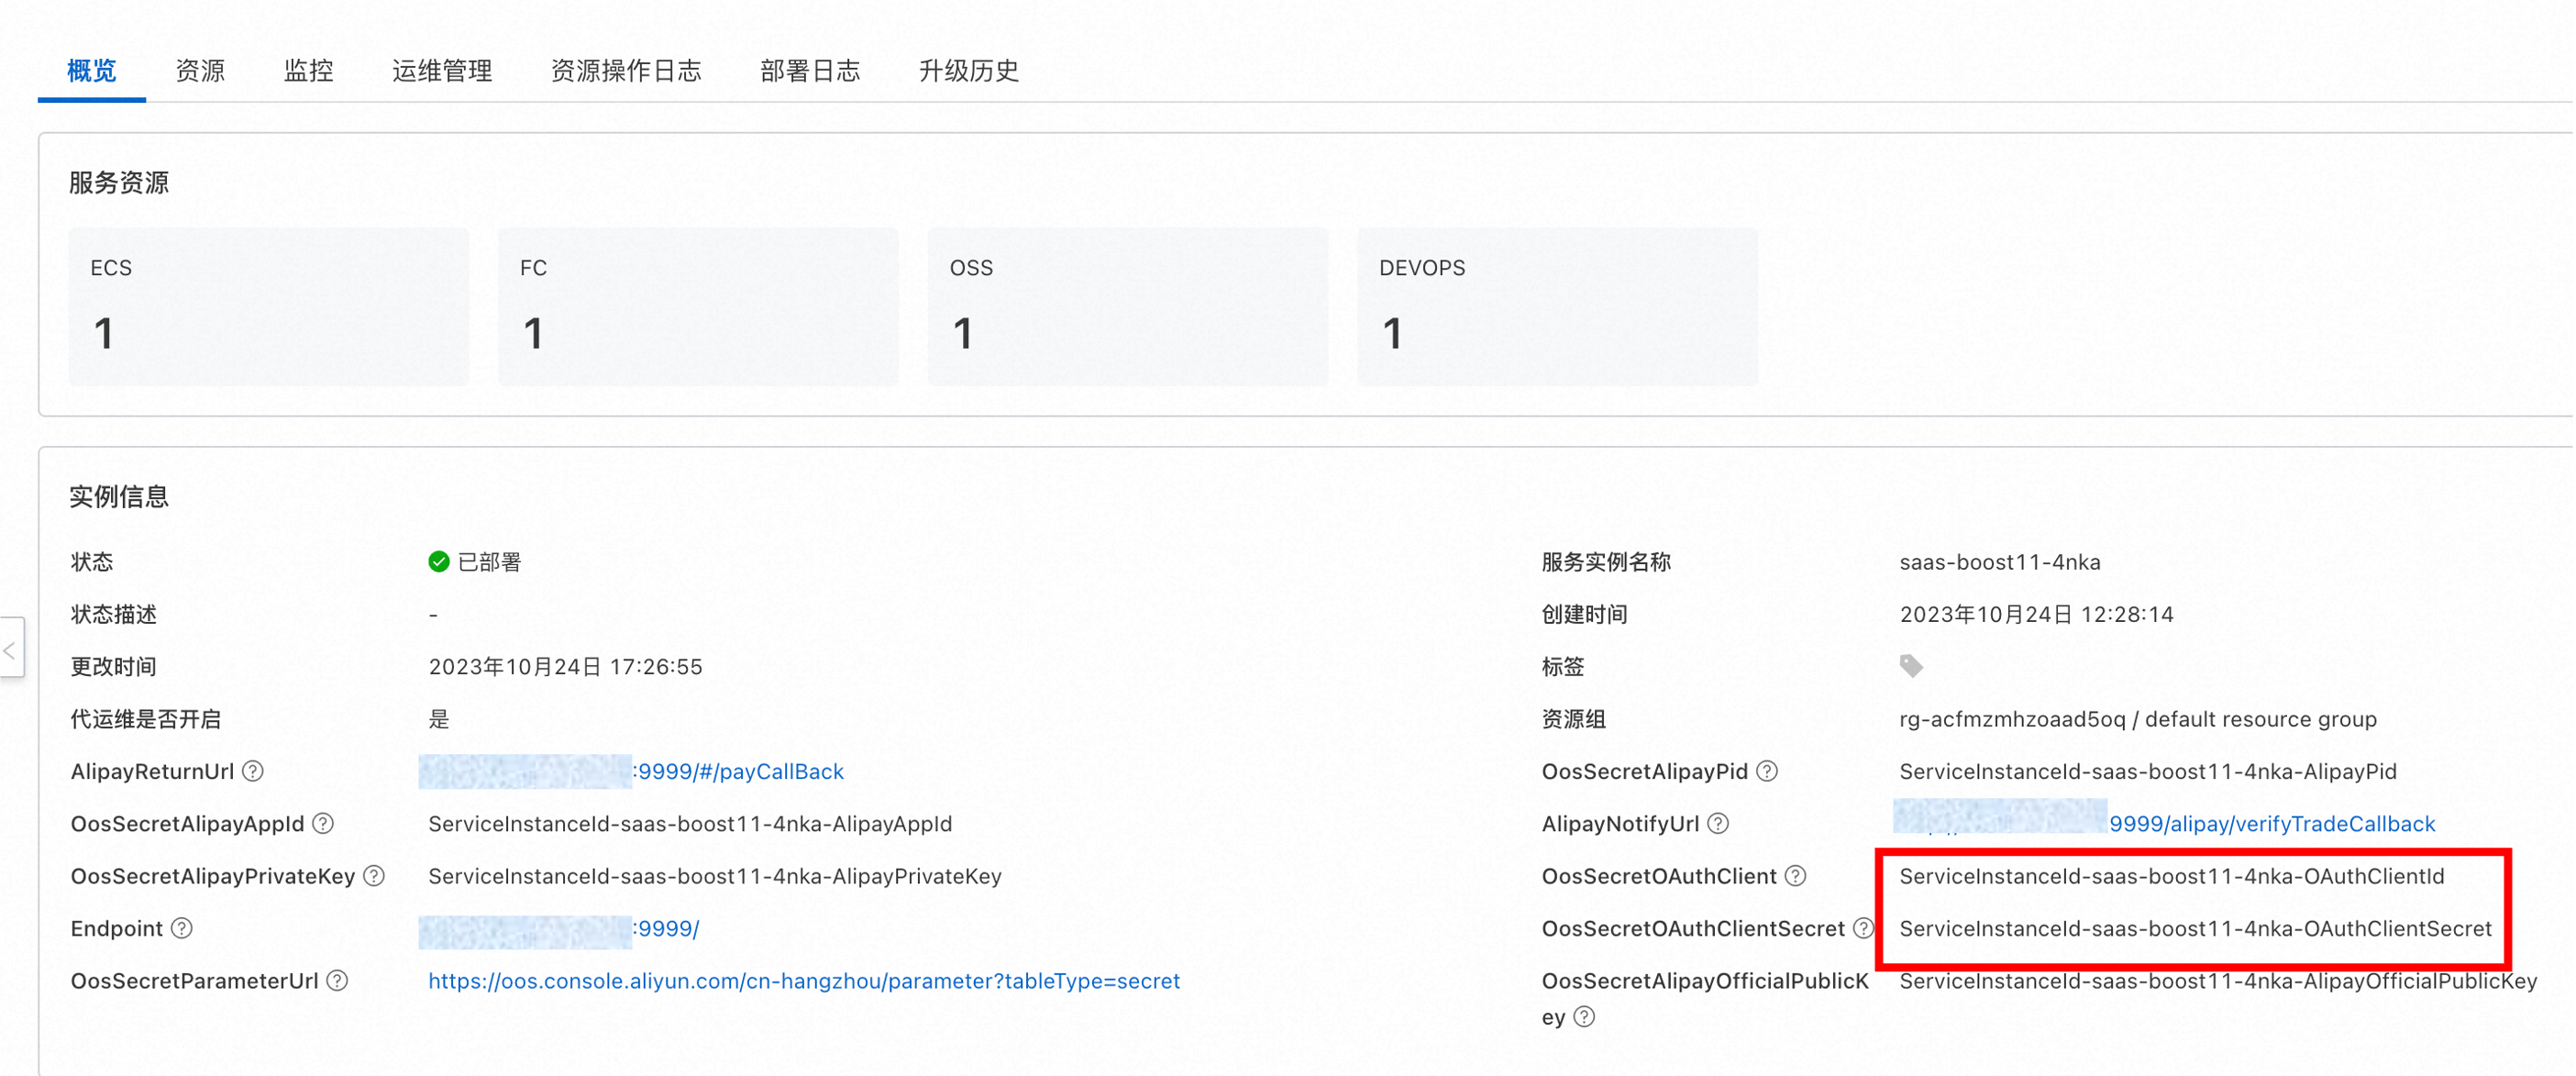 概览 资源 监控 运维管理 资源操作日志 部署日志 升级历史
服务资源
ECS FC OSS DEVOPS
1 1 1 1
实例信息
状态 已部署 服务实例名称 saas-boost11-4nka
状态描述 - 创建时间 2023年10月24日 12:28:14
更改时间 2023年10月24日 17:26:55 标签
代运维是否开启 是 资源组 rg-acfmzmhzoaad5oq / default resource group
AlipayReturnUrl :9999/#/payCallBack OosSecretAlipayPid ServiceInstanceId-saas-boost11-4nka-AlipayPid
OosSecretAlipayAppId ServiceInstanceId-saas-boost11-4nka-AlipayAppId AlipayNotifyUrl 9999/alipay/verifyTradeCallback
OosSecretAlipayPrivateKey ServiceInstanceId-saas-boost11-4nka-AlipayPrivateKey OosSecretOAuthClient ServiceInstanceId-saas-boost11-4nka-OAuthClientId
Endpoint :9999/ OosSecretOAuthClientSecret ServiceInstanceId-saas-boost11-4nka-OAuthClientSecret
OosSecretParameterUrl https://oos.console.aliyun.com/cn-hangzhou/parameter?tableType=secret OosSecretAlipayOfficialPublicK ServiceInstanceId-saas-boost11-4nka-AlipayOfficialPublicKey
ey